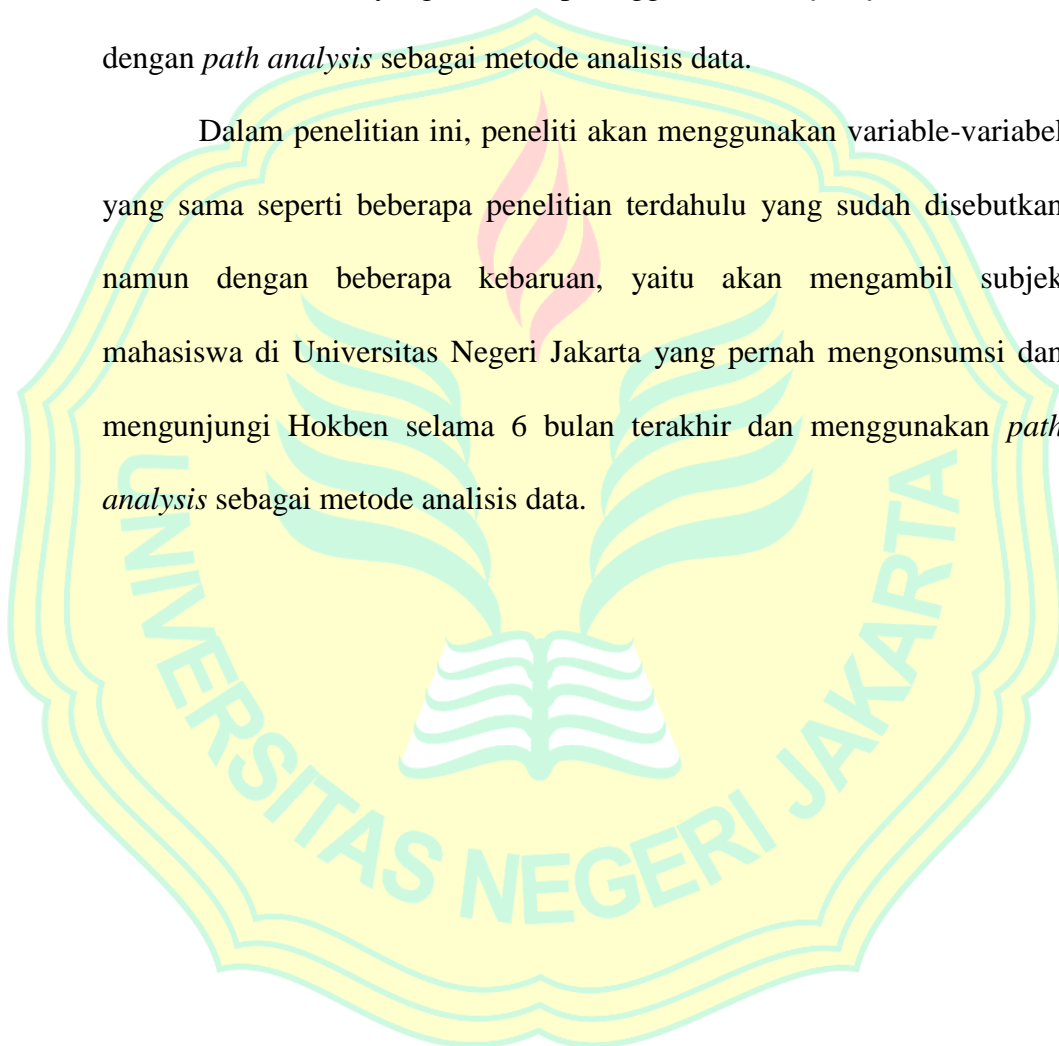 dengan path analysis sebagai metode analisis data.
Dalam penelitian ini, peneliti akan menggunakan variable-variabel
yang sama seperti beberapa penelitian terdahulu yang sudah disebutkan
namun dengan beberapa kebaruan, yaitu akan mengambil subjek
mahasiswa di Universitas Negeri Jakarta yang pernah mengonsumsi dan
mengunjungi Hokben selama 6 bulan terakhir dan menggunakan path
analysis sebagai metode analisis data.
UNIVERSITAS NEGERI JAKARTA